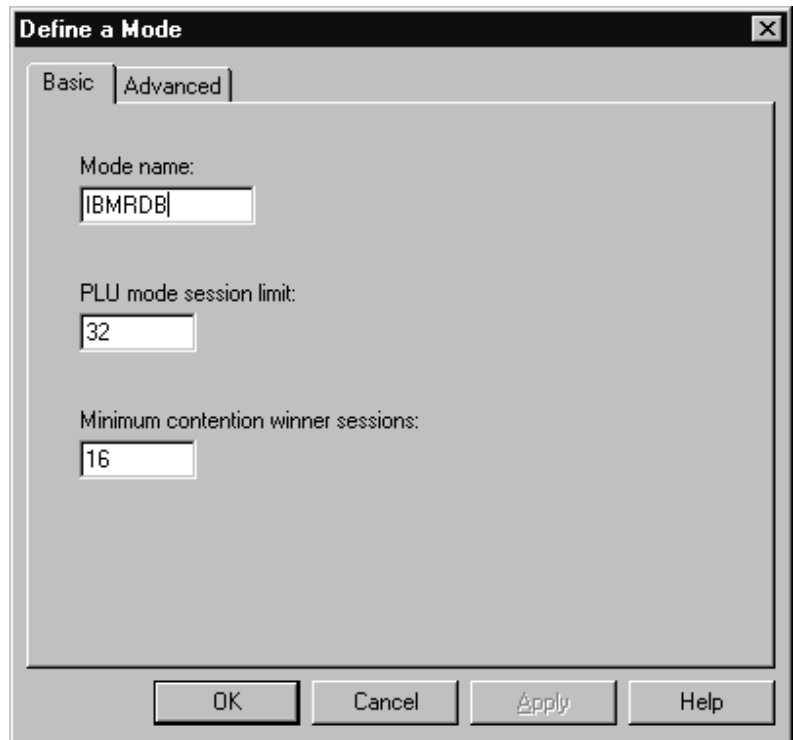 Define a Mode
Basic Advanced
Mode name:
IBMRDB
PLU mode session limit:
32
Minimum contention winner sessions:
16
OK Cancel Apply Help